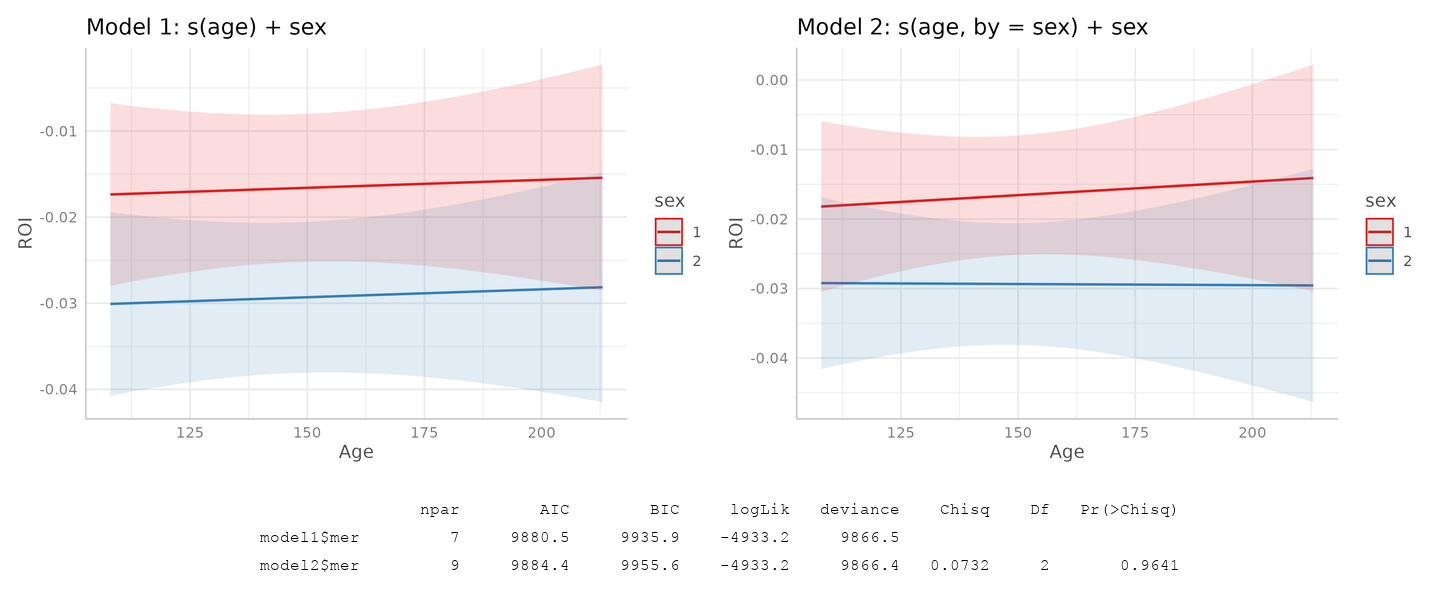 Model 1: s(age) + sex
-0.01
-0.02
-0.03
-0.04
ROI
125 150 175 200
Age
sex
1
2
Model 2: s(age, by = sex) + sex
0.00
-0.01
-0.02
-0.03
-0.04
ROI
125 150 175 200
Age
sex
1
2
npar AIC BIC logLik deviance Chisq Df Pr(>Chisq)
model1$mer 7 9880.5 9935.9 -4933.2 9866.5
model2$mer 9 9884.4 9955.6 -4933.2 9866.4 0.0732 2 0.9641